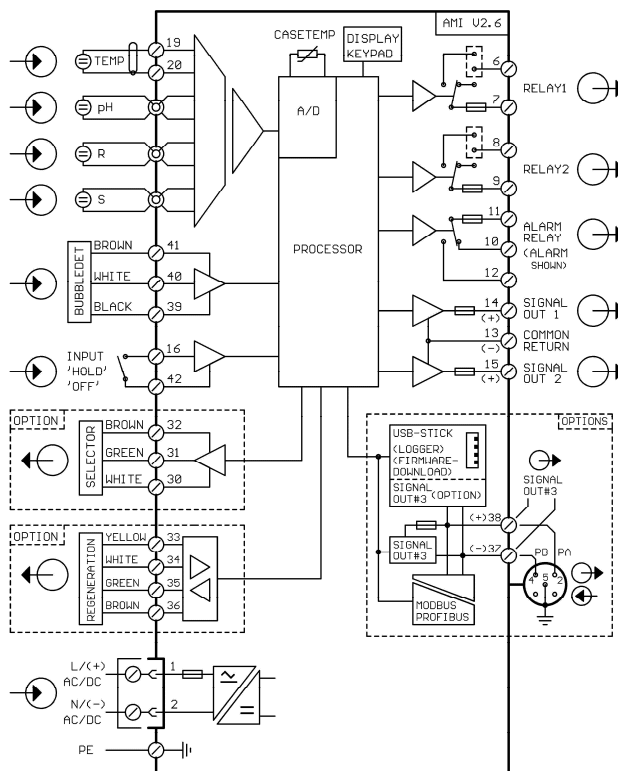 AMI V2.6
CASETEMP
DISPLAY
KEYPAD
A/D
PROCESSOR
19
TEMP
20
pH
R
S
BUBBLEDET
BROWN 41
WHITE 40
BLACK 39
INPUT
'HOLD'
'OFF'
16
42
OPTION
SELECTOR
BROWN 32
GREEN 31
WHITE 30
OPTION
REGENERATION
YELLOW 33
WHITE 34
GREEN 35
BROWN 36
L/(+)
AC/DC
1
N/(-)
AC/DC
2
PE
6
RELAY1
7
8
RELAY2
9
11
ALARM
RELAY
(ALARM
SHOWN)
10
12
14
(+)
SIGNAL
OUT 1
13
(-)
COMMON
RETURN
15
(+)
SIGNAL
OUT 2
OPTIONS
USB-STICK
(LOGGER)
(FIRMWARE-
DOWNLOAD)
SIGNAL
OUT#3 (OPTION)
SIGNAL
OUT#3
SIGNAL
OUT#3
(+)38
(-)37
PB PA
4 5 2
MODBUS
PROFIBUS